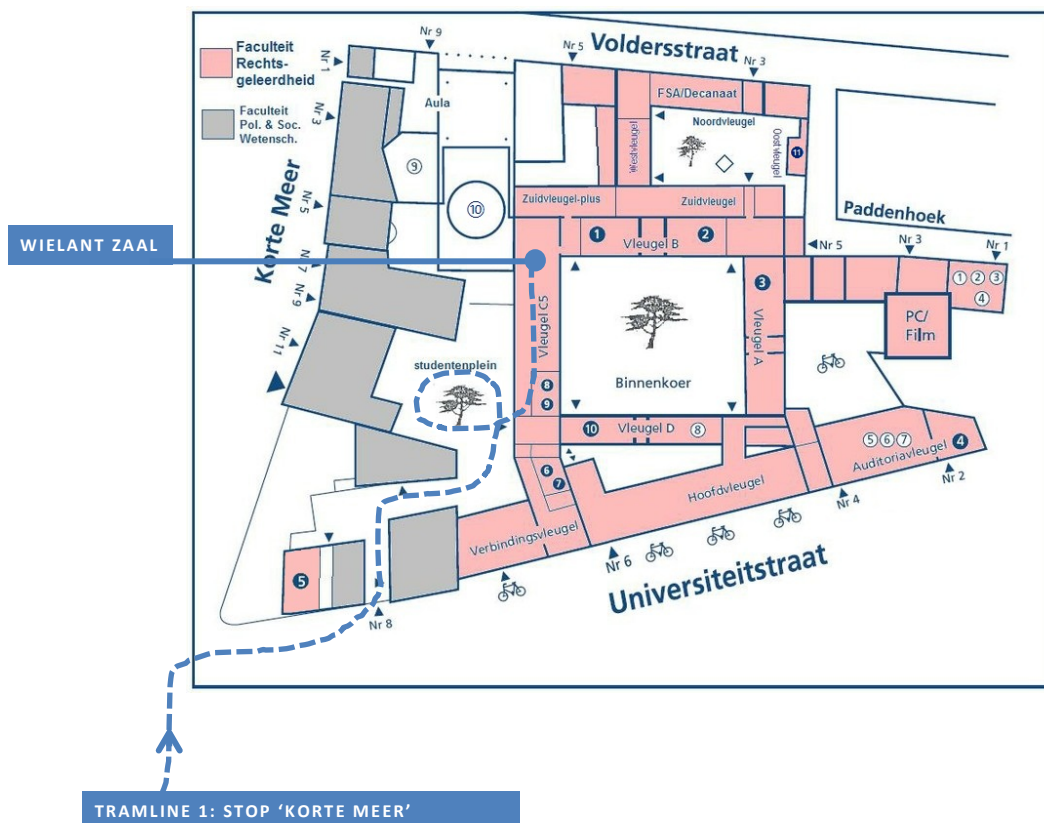 Voldersstraat
Nr 9
Nr 5
Nr 3
Faculteit
Rechts-
geleerdheid
Nr 1
FSA/Decanaat
Faculteit
Pol. & Soc.
Wetensch.
Aula
Nr 3
Noordvleugel
Westvleugel
Oostvleugel
11
9
10
Nr 5
Korte Meer
Zuidvleugel-plus
Zuidvleugel
Paddenhoek
WIELANT ZAAL
1
Vleugel B
2
Nr 5
Nr 3
Nr 1
Nr 7
Nr 9
3
1 2 3
4
Vleugel C5
Vleugel A
PC/
Film
Nr 11
studentenplein
8
Binnenkoer
9
10
Vleugel D
8
5 6 7
4
Auditoriavleugel
6
7
Hoofdvleugel
Nr 2
Nr 4
Verbindingsvleugel
Nr 6
Universiteitstraat
5
Nr 8
TRAMLINE 1: STOP ‘KORTE MEER’